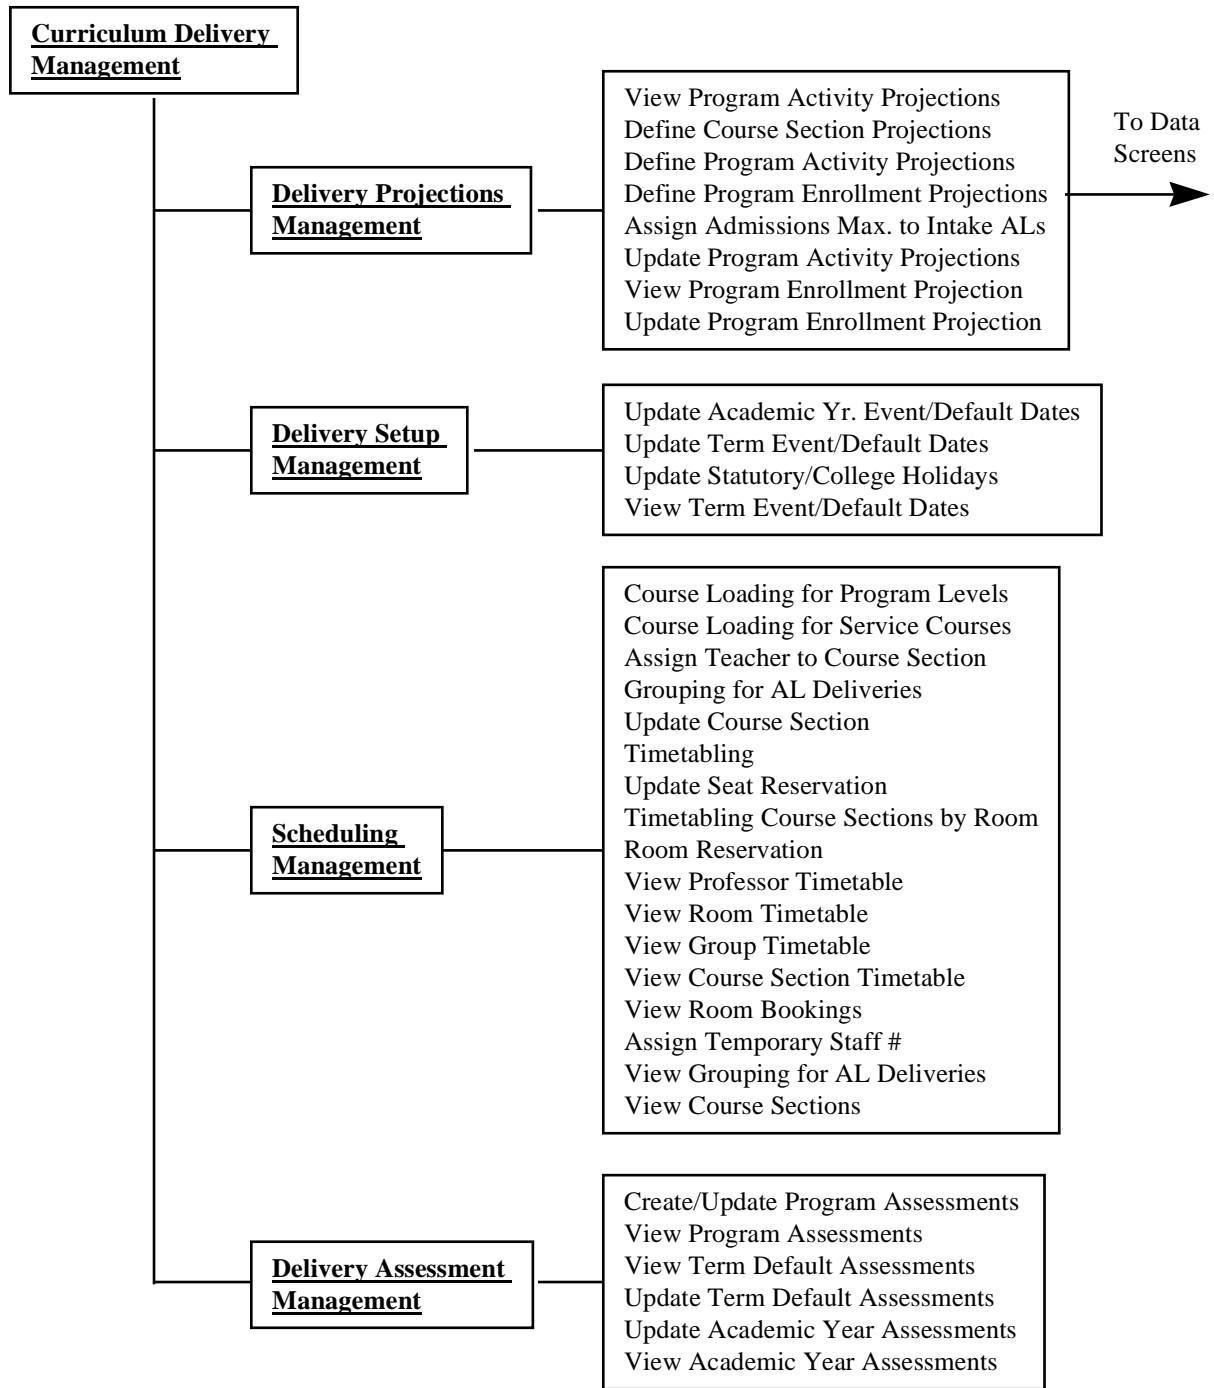 Curriculum Delivery
Management
View Program Activity Projections
Define Course Section Projections
Define Program Activity Projections
Define Program Enrollment Projections
Assign Admissions Max. to Intake ALs
Update Program Activity Projections
View Program Enrollment Projection
Update Program Enrollment Projection
To Data
Screens
Delivery Projections
Management
Delivery Setup
Management
Update Academic Yr. Event/Default Dates
Update Term Event/Default Dates
Update Statutory/College Holidays
View Term Event/Default Dates
Scheduling
Management
Course Loading for Program Levels
Course Loading for Service Courses
Assign Teacher to Course Section
Grouping for AL Deliveries
Update Course Section
Timetabling
Update Seat Reservation
Timetabling Course Sections by Room
Room Reservation
View Professor Timetable
View Room Timetable
View Group Timetable
View Course Section Timetable
View Room Bookings
Assign Temporary Staff #
View Grouping for AL Deliveries
View Course Sections
Delivery Assessment
Management
Create/Update Program Assessments
View Program Assessments
View Term Default Assessments
Update Term Default Assessments
Update Academic Year Assessments
View Academic Year Assessments